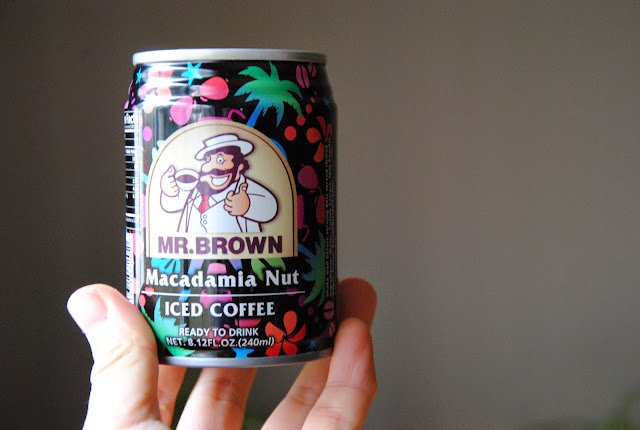 MR.BROWN
Macadamia Nut
ICED COFFEE
READY TO DRINK
NET. 8.12FL.OZ.(240ml)